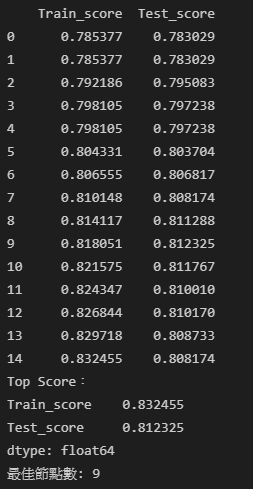 Train_score Test_score
0 0.785377 0.783029
1 0.785377 0.783029
2 0.792186 0.795083
3 0.798105 0.797238
4 0.798105 0.797238
5 0.804331 0.803704
6 0.806555 0.806817
7 0.810148 0.808174
8 0.814117 0.811288
9 0.818051 0.812325
10 0.821575 0.811767
11 0.824347 0.810010
12 0.826844 0.810170
13 0.829718 0.808733
14 0.832455 0.808174
Top Score：
Train_score 0.832455
Test_score 0.812325
dtype: float64
最佳節點數: 9